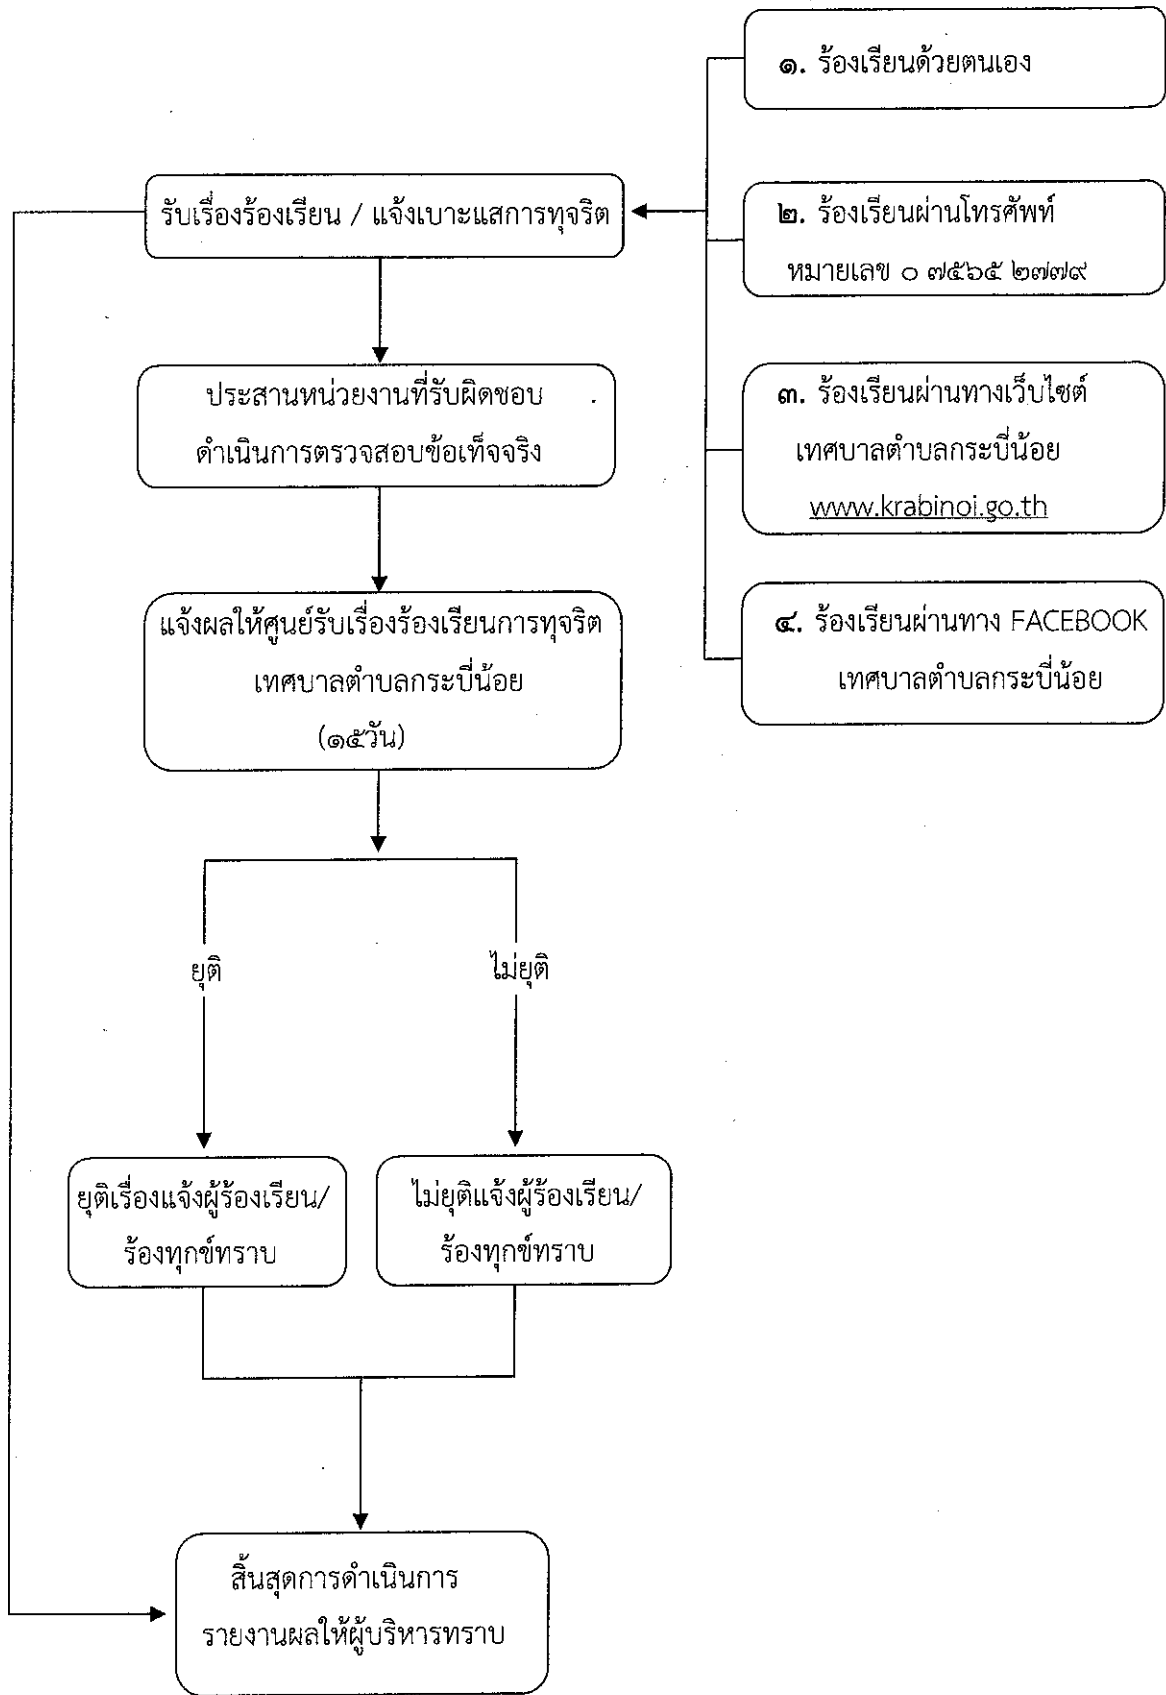 ๑. ร้องเรียนด้วยตนเอง
รับเรื่องร้องเรียน / แจ้งเบาะแสการทุจริต
๒. ร้องเรียนผ่านโทรศัพท์
หมายเลข ๐ ๗๕๖๕ ๒๗๗๙
ประสานหน่วยงานที่รับผิดชอบ
ดำเนินการตรวจสอบข้อเท็จจริง
๓. ร้องเรียนผ่านทางเว็บไซต์
เทศบาลตำบลกระบี่น้อย
www.krabinoi.go.th
แจ้งผลให้ศูนย์รับเรื่องร้องเรียนการทุจริต
เทศบาลตำบลกระบี่น้อย
(๑๕วัน)
๔. ร้องเรียนผ่านทาง FACEBOOK
เทศบาลตำบลกระบี่น้อย
ยุติ
ไม่ยุติ
ยุติเรื่องแจ้งผู้ร้องเรียน/
ร้องทุกข์ทราบ
ไม่ยุติแจ้งผู้ร้องเรียน/
ร้องทุกข์ทราบ
สิ้นสุดการดำเนินการ
รายงานผลให้ผู้บริหารทราบ